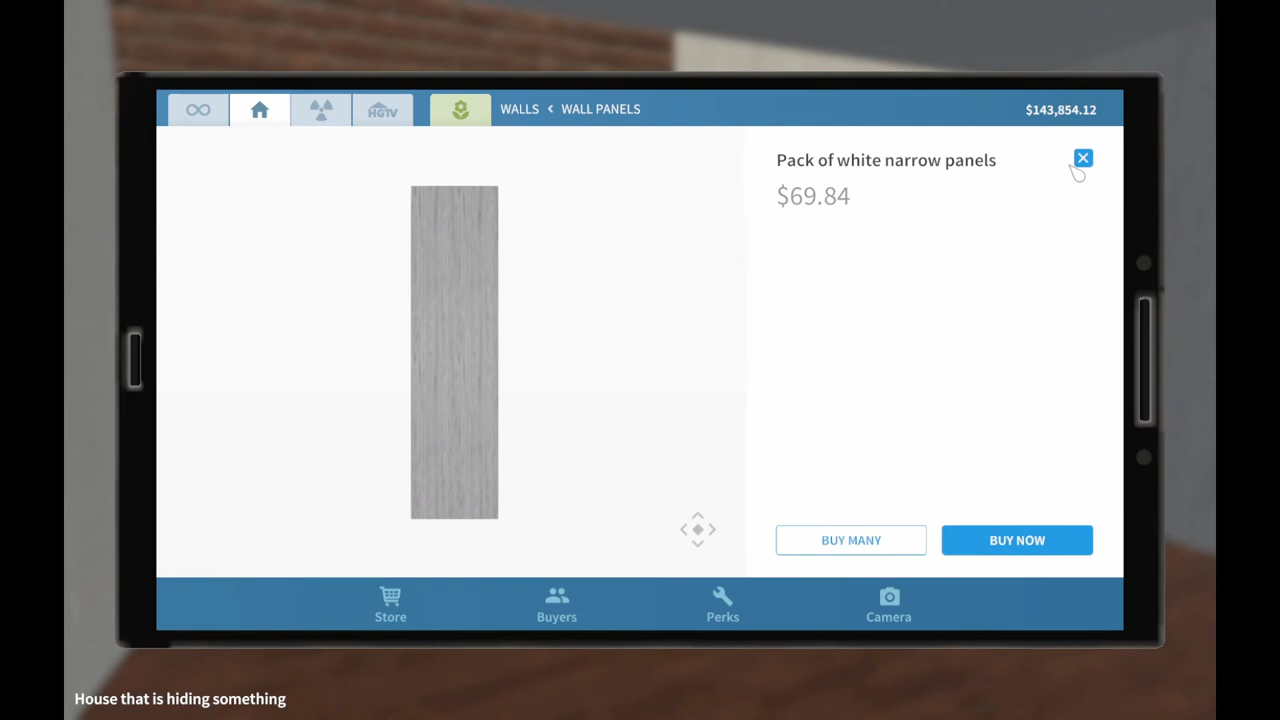 HGTV
WALLS < WALL PANELS
$143,854.12
Pack of white narrow panels
$69.84
BUY MANY
BUY NOW
Store
Buyers
Perks
Camera
House that is hiding something